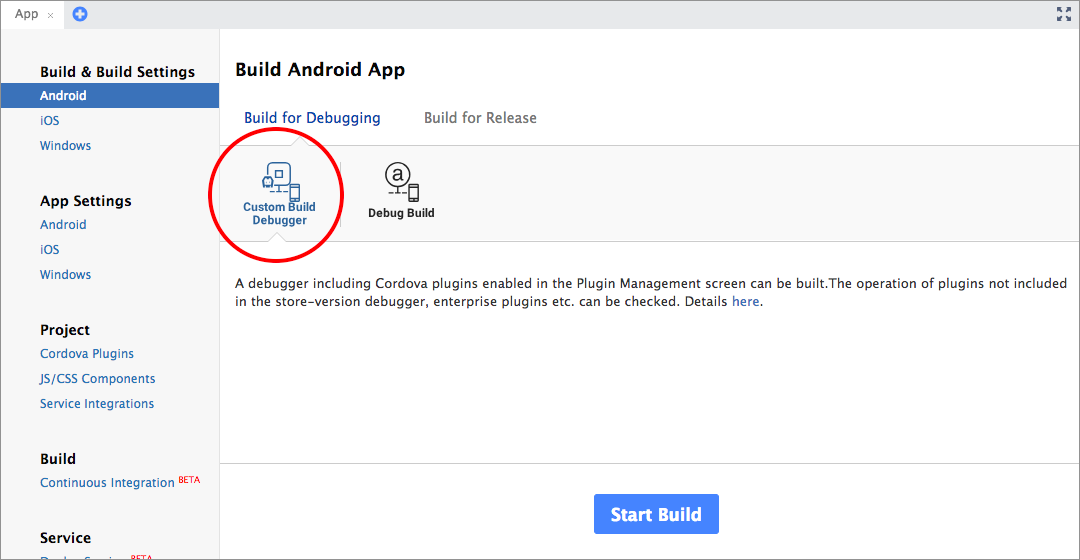 App
Build & Build Settings
Android
iOS
Windows
App Settings
Android
iOS
Windows
Project
Cordova Plugins
JS/CSS Components
Service Integrations
Build
Continuous Integration BETA
Service
BETA
Build Android App
Build for Debugging
Build for Release
Custom Build
Debugger
a
Debug Build
A debugger including Cordova plugins enabled in the Plugin Management screen can be built.The operation of plugins not included
in the store-version debugger, enterprise plugins etc. can be checked. Details here.
Start Build